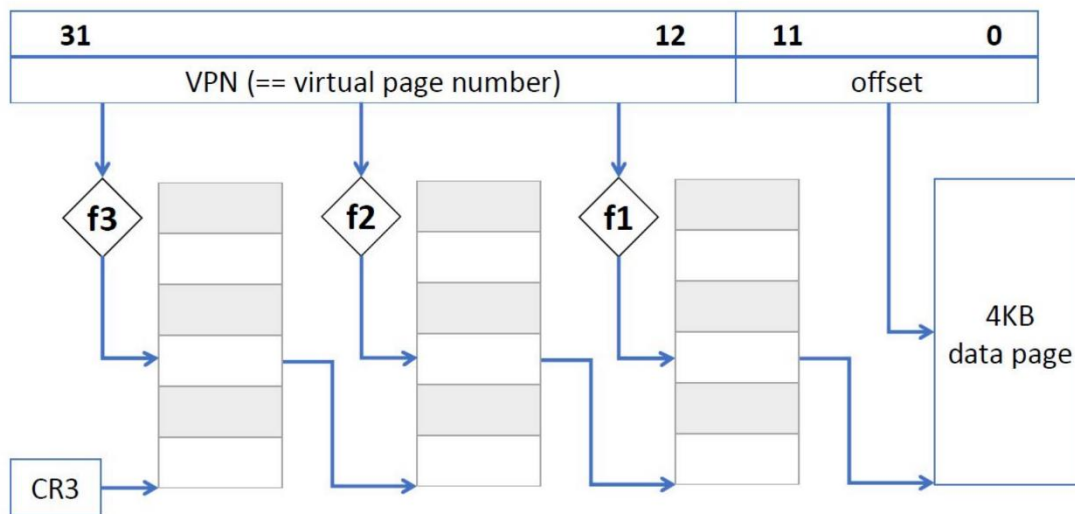 31 12 11 0
VPN (== virtual page number) offset
f3 f2 f1
4KB
data page
CR3